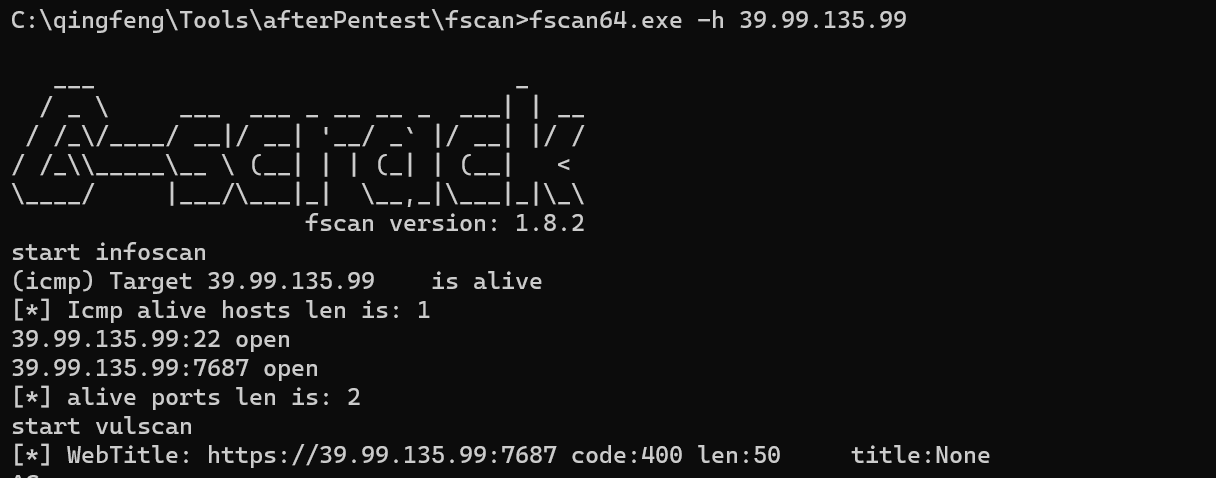 C:\qingfeng\Tools\afterPentest\fscan>fscan64.exe -h 39.99.135.99
   ___                              _
  / _ \     ___  ___ _ __ __ _  ___| | __
 / /_\/____/ __|/ __| '__/ _` |/ __| |/ /
/ /_\\_____\__ \ (__| | | (_| | (__|   <
\____/     |___/\___|_|  \__,_|\___|_|\_\
                     fscan version: 1.8.2
start infoscan
(icmp) Target 39.99.135.99    is alive
[*] Icmp alive hosts len is: 1
39.99.135.99:22 open
39.99.135.99:7687 open
[*] alive ports len is: 2
start vulscan
[*] WebTitle: https://39.99.135.99:7687 code:400 len:50     title:None